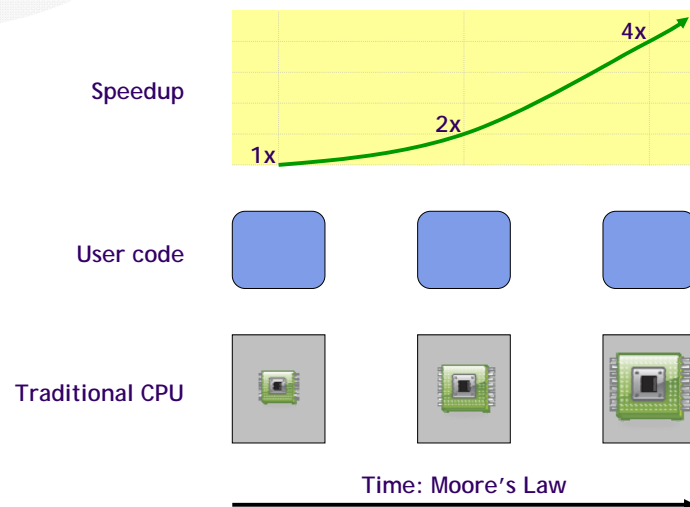 4x
Speedup
2x
1x
User code
Traditional CPU
Time: Moore's Law